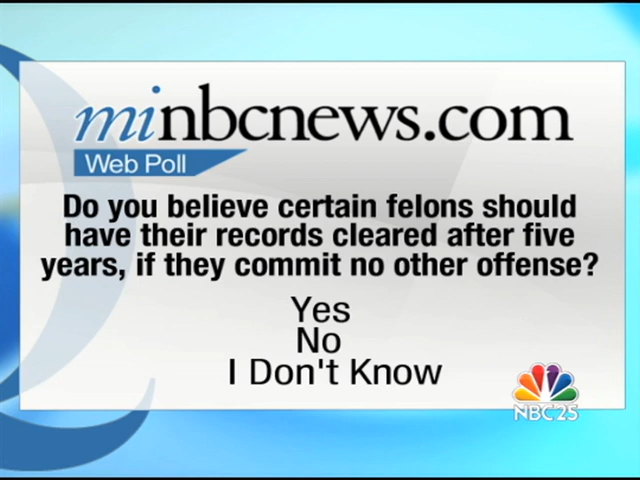 minbcnews.com
Web Poll
Do you believe certain felons should
have their records cleared after five
years, if they commit no other offense?
Yes
No
I Don't Know
NBC25